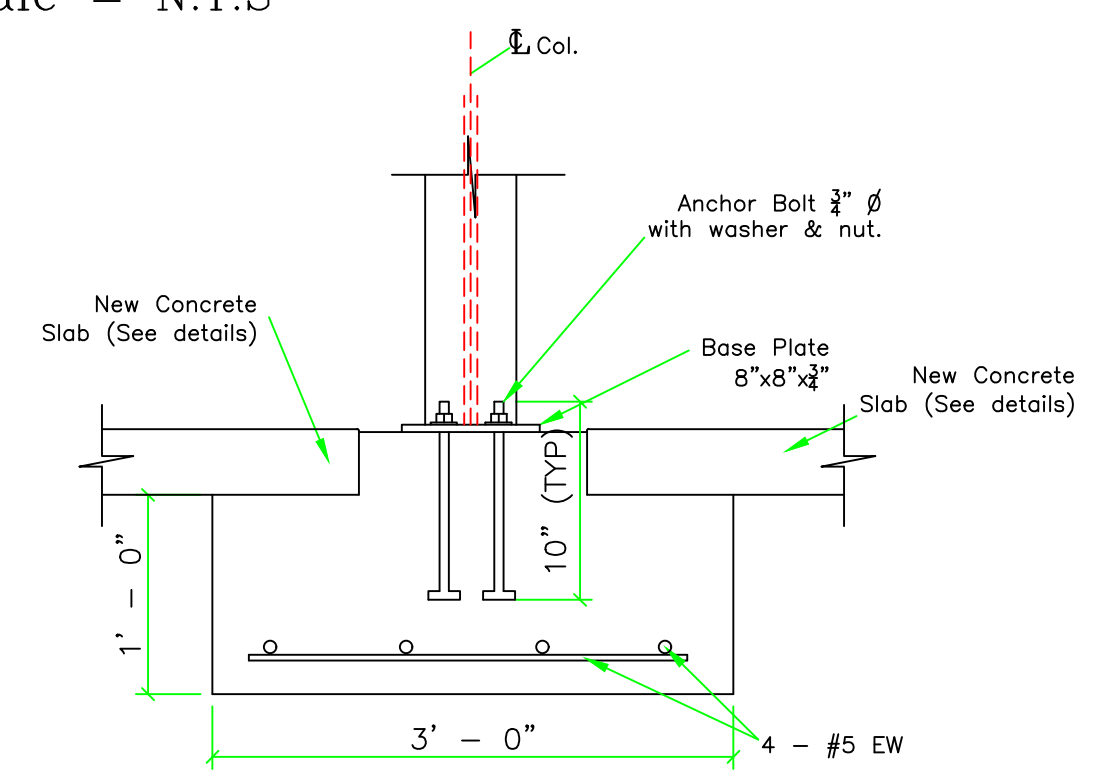 – N.T.S
℄ Col.
Anchor Bolt 3/4" Ø
with washer & nut.
New Concrete
Slab (See details)
Base Plate
8"x8"x3/4"
New Concrete
Slab (See details)
10" (TYP)
1' – 0"
3' – 0"
4 – #5 EW